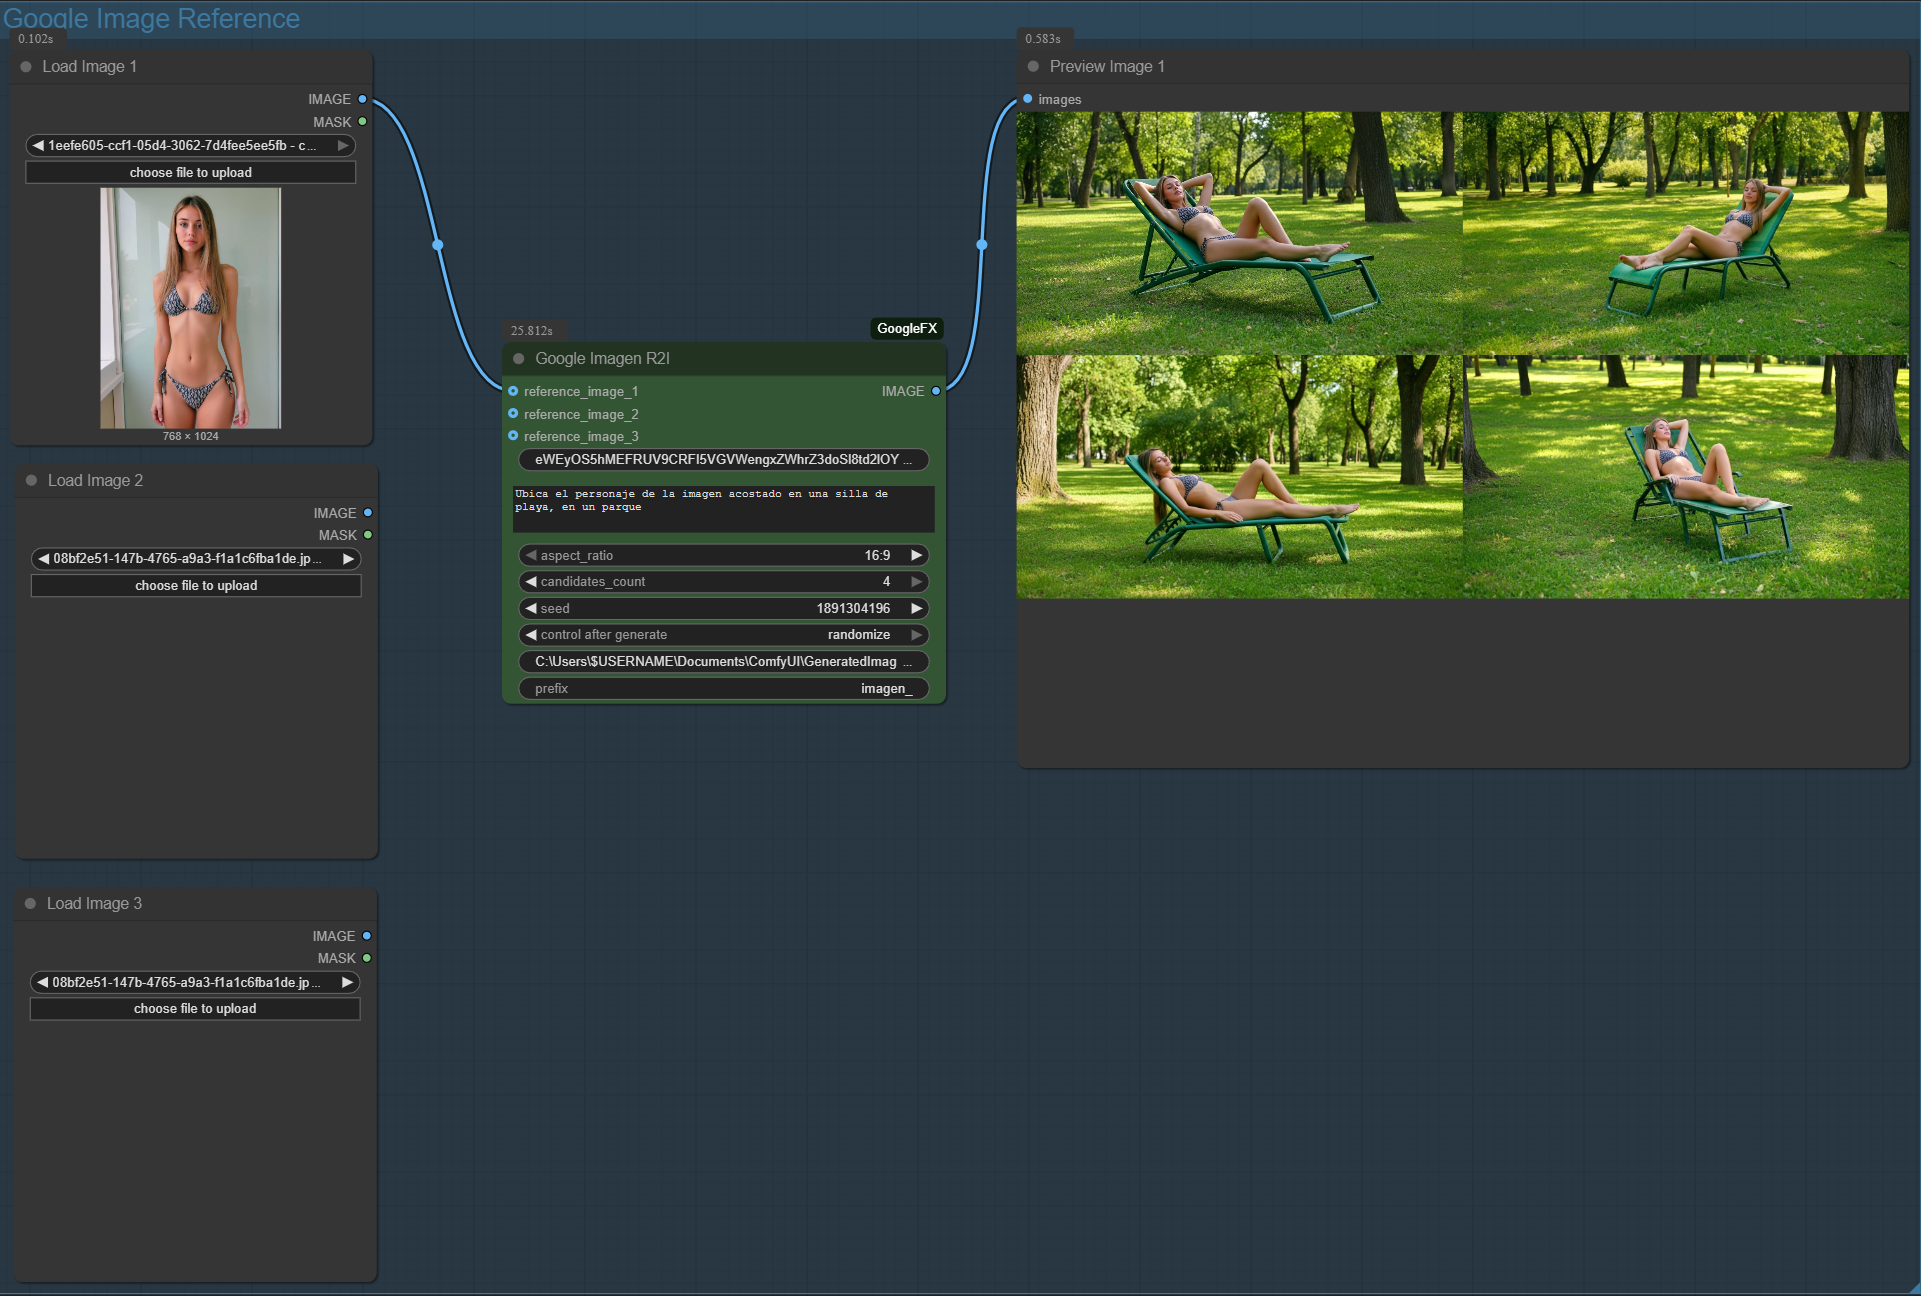 Google Image Reference
0.102s
Load Image 1
IMAGE
MASK
1eefe605-ccf1-05d4-3062-7d4fee5ee5fb - c ...
choose file to upload
768 × 1024
Load Image 2
IMAGE
MASK
08bf2e51-147b-4765-a9a3-f1a1c6fba1de.jp ...
choose file to upload
Load Image 3
IMAGE
MASK
08bf2e51-147b-4765-a9a3-f1a1c6fba1de.jp ...
choose file to upload
25.812s
GoogleFX
Google Imagen R2I
reference_image_1
IMAGE
reference_image_2
reference_image_3
eWEyOS5hMEFRUV9CRFI5VGVWengxZWhrZ3doSl8td2lOY ...
Ubica el personaje de la imagen acostado en una silla de
playa, en un parque
aspect_ratio 16:9
candidates_count 4
seed 1891304196
control after generate randomize
C:\Users\$USERNAME\Documents\ComfyUI\GeneratedImag ...
prefix imagen_
0.583s
Preview Image 1
images